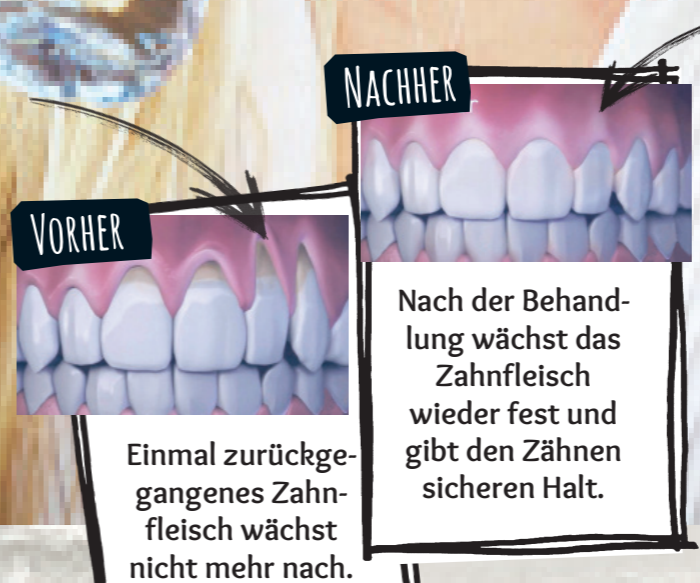 VORHER
Einmal zurückge-
gangenes Zahn-
fleisch wächst
nicht mehr nach.
NACHHER
Nach der Behand-
lung wächst das
Zahnfleisch
wieder fest und
gibt den Zähnen
sicheren Halt.